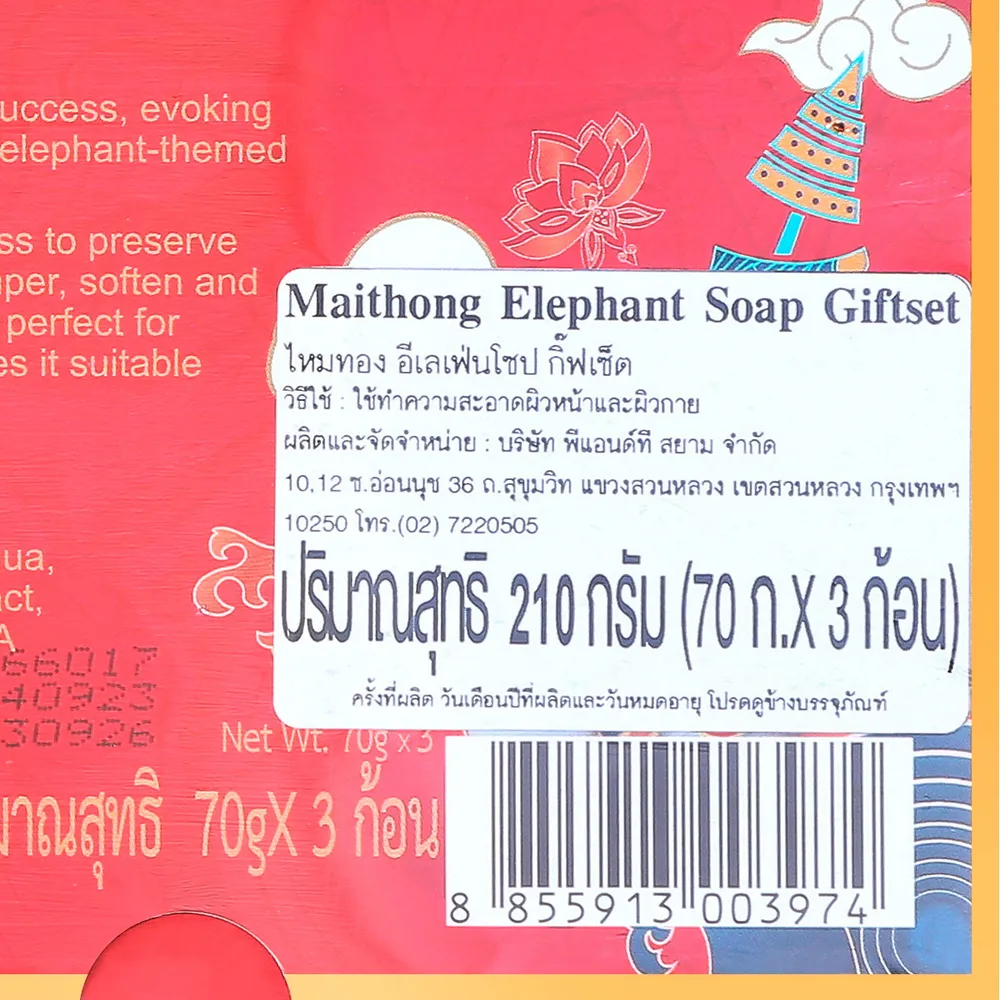 uccess, evoking
elephant-themed
ss to preserve
per, soften and
perfect for
es it suitable
Maithong Elephant Soap Giftset
ไหมทอง อีเลเฟ่นโซป กิ๊ฟเซ็ต
วิธีใช้ : ใช้ทำความสะอาดผิวหน้าและผิวกาย
ผลิตและจัดจำหน่าย : บริษัท พีแอนด์ที สยาม จำกัด
10,12 ซ.อ่อนนุช 36 ถ.สุขุมวิท แขวงสวนหลวง เขตสวนหลวง กรุงเทพฯ
10250 โทร.(02) 7220505
ปริมาณสุทธิ 210 กรัม (70 ก.X 3 ก้อน)
ครั้งที่ผลิต วันเดือนปีที่ผลิตและวันหมดอายุ โปรดดูข้างบรรจุภัณฑ์
ua,
act,
A
66017
40923
30926
Net Wt. 70g x 3
มาณสุทธิ 70gX 3 ก้อน
8 855913 003974